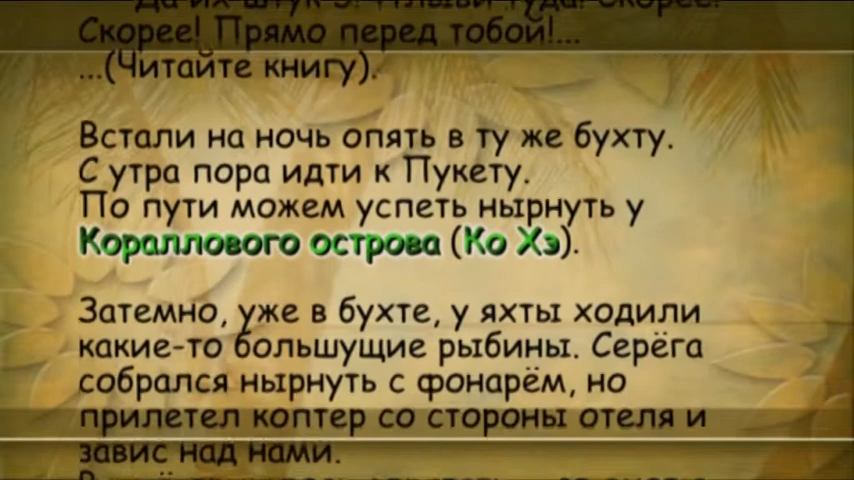 Скорее! Прямо перед тобой!...
...(Читайте книгу).
Встали на ночь опять в ту же бухту.
С утра пора идти к Пукету.
По пути можем успеть нырнуть у
Кораллового острова (Ко Хэ).
Затемно, уже в бухте, у яхты ходили
какие-то большущие рыбины. Серёга
собрался нырнуть с фонарём, но
прилетел коптер со стороны отеля и
завис над нами.